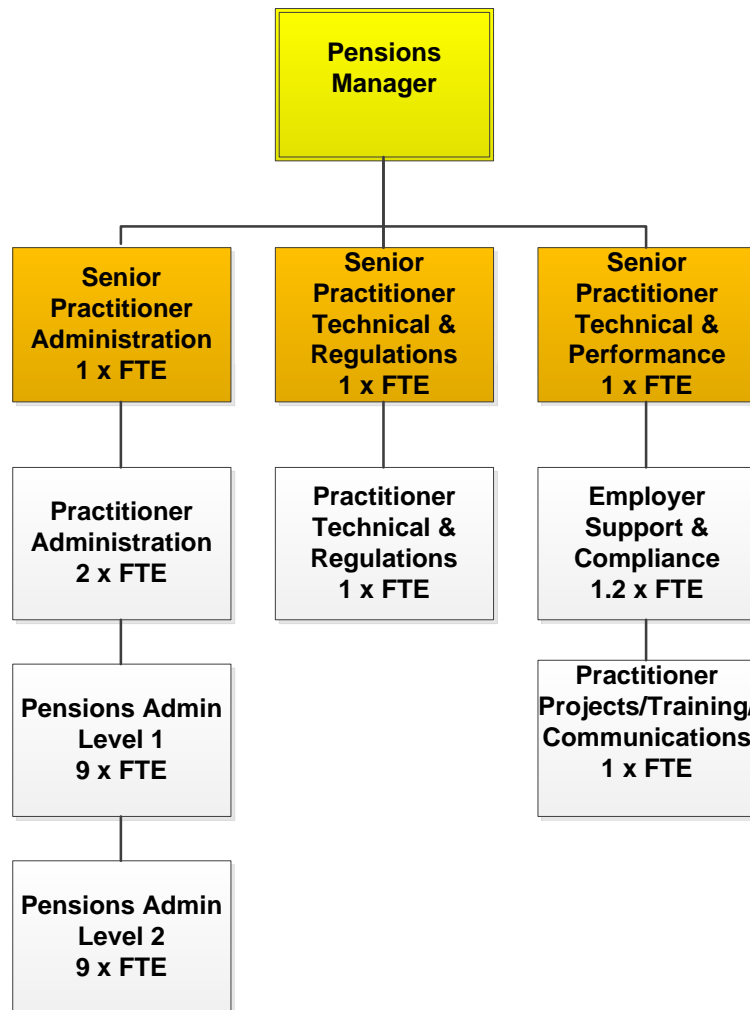 Pensions
Manager
Senior
Practitioner
Administration
1 x FTE
Senior
Practitioner
Technical &
Regulations
1 x FTE
Senior
Practitioner
Technical &
Performance
1 x FTE
Practitioner
Administration
2 x FTE
Practitioner
Technical &
Regulations
1 x FTE
Employer
Support &
Compliance
1.2 x FTE
Pensions Admin
Level 1
9 x FTE
Practitioner
Projects/Training/
Communications
1 x FTE
Pensions Admin
Level 2
9 x FTE